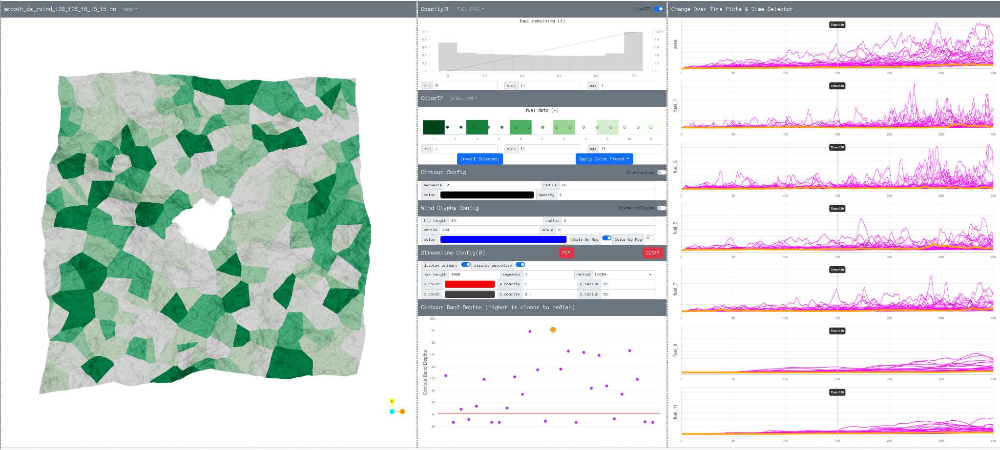 smooth_ds_rwind_128_128_16_16_15.nc data
N
U E
OpacityTF FUEL_FRAC UseOTF
fuel remaining (1)
1.0 6.010
0.8 4.8
0.6 3.6
0.4 2.4
0.2 1.2
0 0
0 0.2 0.4 0.6 0.8 1.0
min 0 bins 11 max 1
ColorTF NFUEL_CAT
fuel data (-)
1 2 3 4 5 6 7 8 9 10 11
min 1 bins 11 max 11
Invert Colormap Apply Color Preset
Contour Config ShowContour
segments 2 radius 25
color opacity 1
Wind Glyphs Config ShowWindGlyphs
tip length 15 radius 3
stride 300 scale 5
color Scale By Mag Color By Mag
Streamline Config(0) POP CLEAR
display primary display secondary
max length 1000 segments 2 method LSODA
p.color p.opacity 1 p.radius 15
s.color s.opacity 0.3 s.radius 10
Contour Band Depths (higher is closer to median)
Contour Band Depths
200
180
160
140
120
100
80
60
40
20
Change Over Time Plots & Time Selector
Time:150
area
0 50 100 150 200 250 300
Time:150
fuel_1
0 50 100 150 200 250 300
Time:150
fuel_3
0 50 100 150 200 250 300
Time:150
fuel_5
0 50 100 150 200 250 300
Time:150
fuel_7
0 50 100 150 200 250 300
Time:150
fuel_9
0 50 100 150 200 250 300
Time:150
fuel_11
0 50 100 150 200 250 300